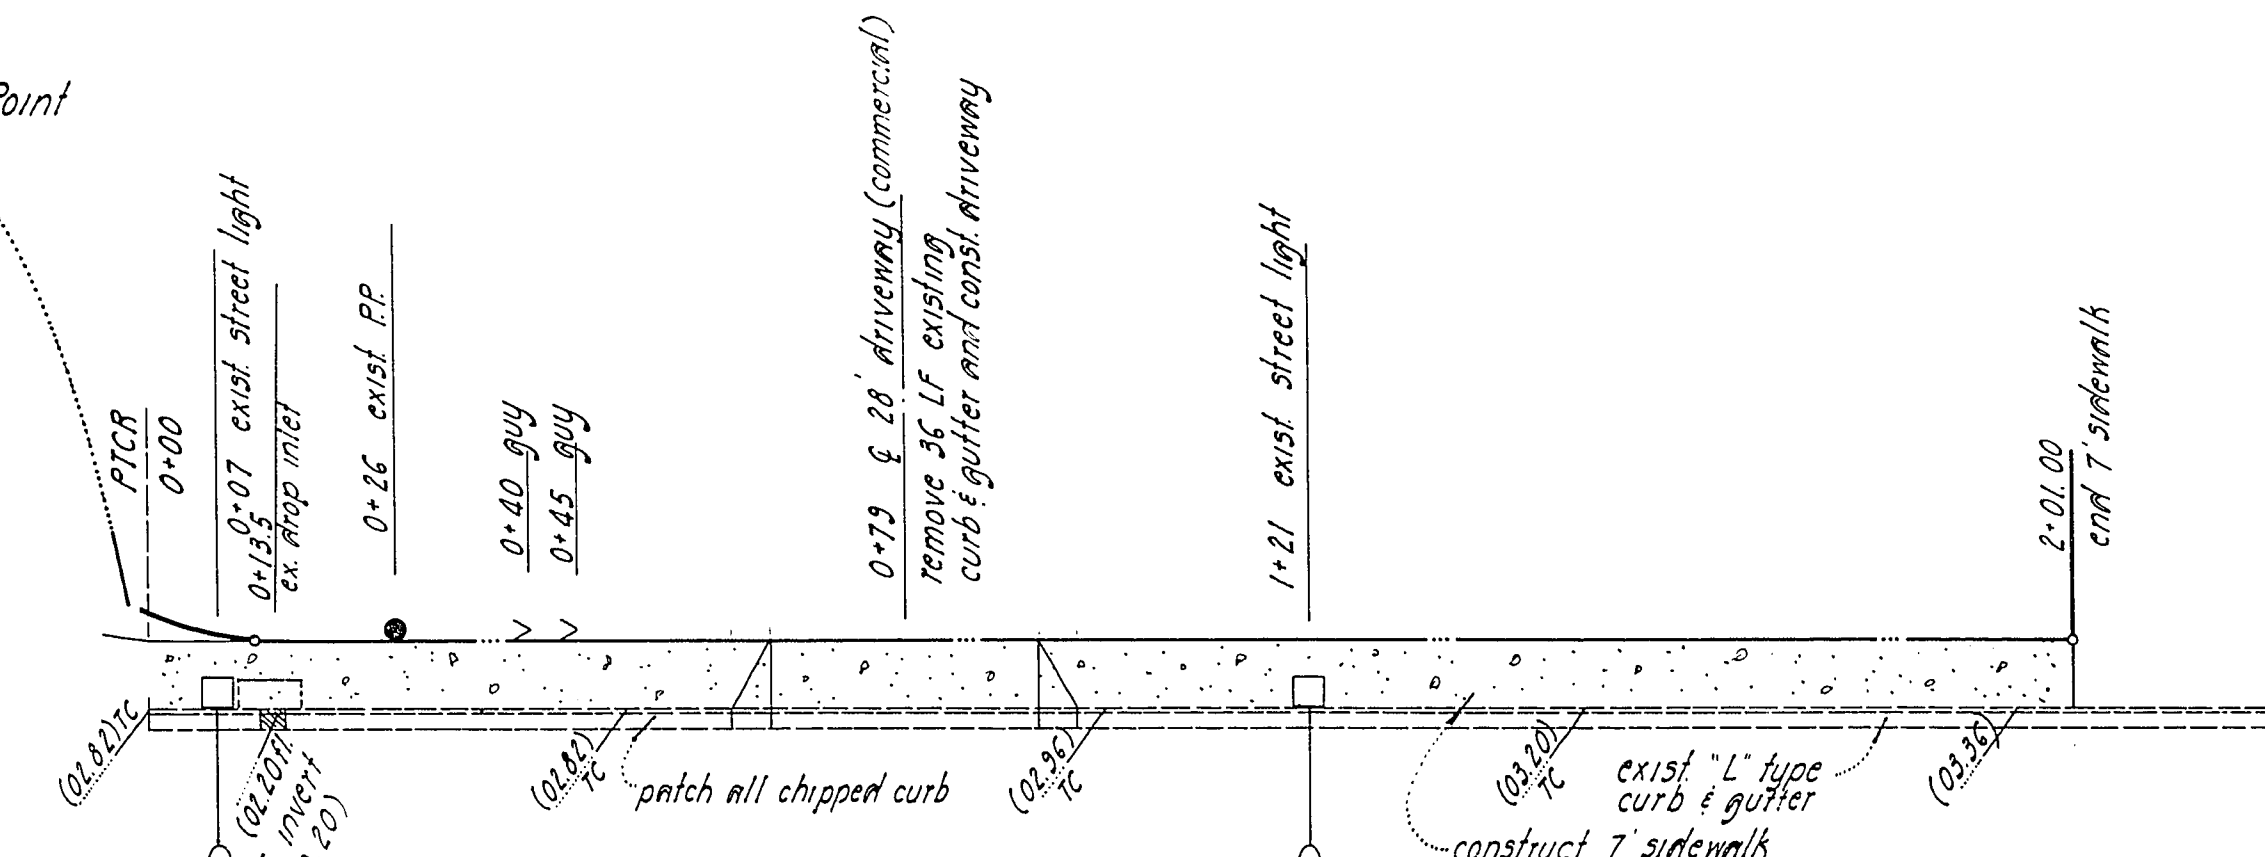 Point
PTCR
0+00
0+07 exist. street light
0+13.5
ex. drop inlet
0+26 exist. P.P.
0+40 guy
0+45 guy
0+79 ℄ 28' driveway (commercial)
remove 36 LF existing
curb & gutter and const. driveway
1+21 exist. street light
2+01.00
end 7' sidewalk
(02.82)TC
(02.20fl.
invert
20)
(02.82)
TC
patch all chipped curb
(02.96)
TC
(03.20)
TC
exist. "L" type
curb & gutter
(03.36)
construct 7' sidewalk